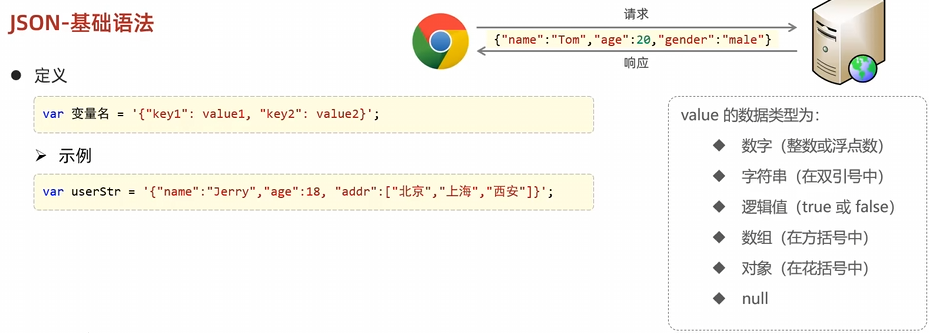 JSON-基础语法
请求
{"name":"Tom","age":20,"gender":"male"}
响应
定义
var 变量名 = '{"key1": value1, "key2": value2}';
示例
var userStr = '{"name":"Jerry","age":18, "addr":["北京","上海","西安"]}';
value 的数据类型为：
数字（整数或浮点数）
字符串（在双引号中）
逻辑值（true 或 false）
数组（在方括号中）
对象（在花括号中）
null